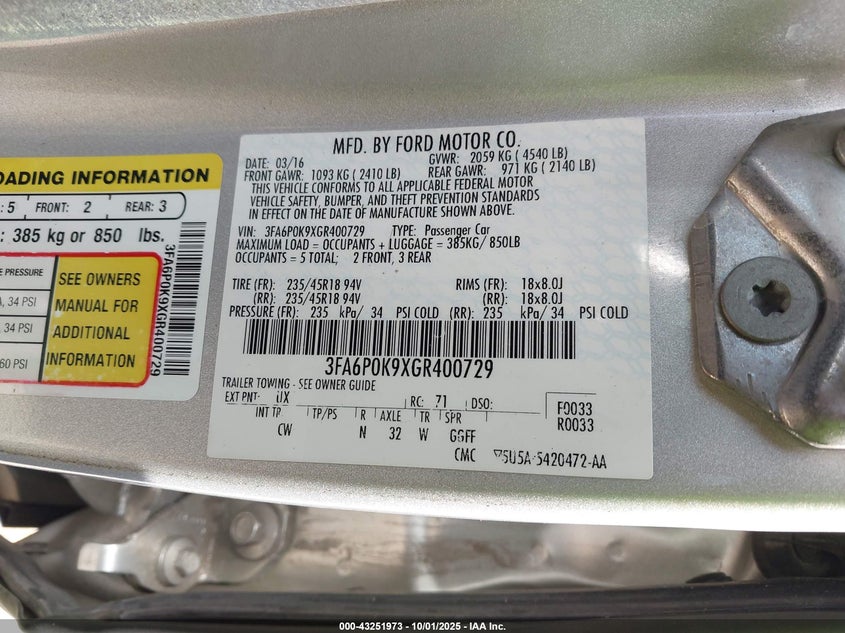 OADING INFORMATION
: 5 FRONT: 2 REAR: 3
: 385 kg or 850 lbs.
E PRESSURE
A, 34 PSI
, 34 PSI
60 PSI
SEE OWNERS
MANUAL FOR
ADDITIONAL
INFORMATION
3FA6P0K9XGR400729
MFD. BY FORD MOTOR CO.
DATE: 03/16 GVWR: 2059 KG ( 4540 LB)
FRONT GAWR: 1093 KG ( 2410 LB) REAR GAWR: 971 KG ( 2140 LB)
THIS VEHICLE CONFORMS TO ALL APPLICABLE FEDERAL MOTOR
VEHICLE SAFETY, BUMPER, AND THEFT PREVENTION STANDARDS
IN EFFECT ON THE DATE OF MANUFACTURE SHOWN ABOVE.
VIN: 3FA6P0K9XGR400729 TYPE: Passenger Car
MAXIMUM LOAD = OCCUPANTS + LUGGAGE = 385KG/ 850LB
OCCUPANTS = 5 TOTAL; 2 FRONT, 3 REAR
TIRE (FR): 235/45R18 94V RIMS (FR): 18x8.0J
(RR): 235/45R18 94V (RR): 18x8.0J
PRESSURE (FR): 235 kPa/ 34 PSI COLD (RR): 235 kPa/ 34 PSI COLD
3FA6P0K9XGR400729
TRAILER TOWING - SEE OWNER GUIDE
EXT PNT: UX RC: 71 DSO: F0033
INT TR TP/PS R AXLE TR SPR R0033
CW N 32 W GGFF
CMC 5U5A-5420472-AA
000-43251973 - 10/01/2025 - IAA Inc.